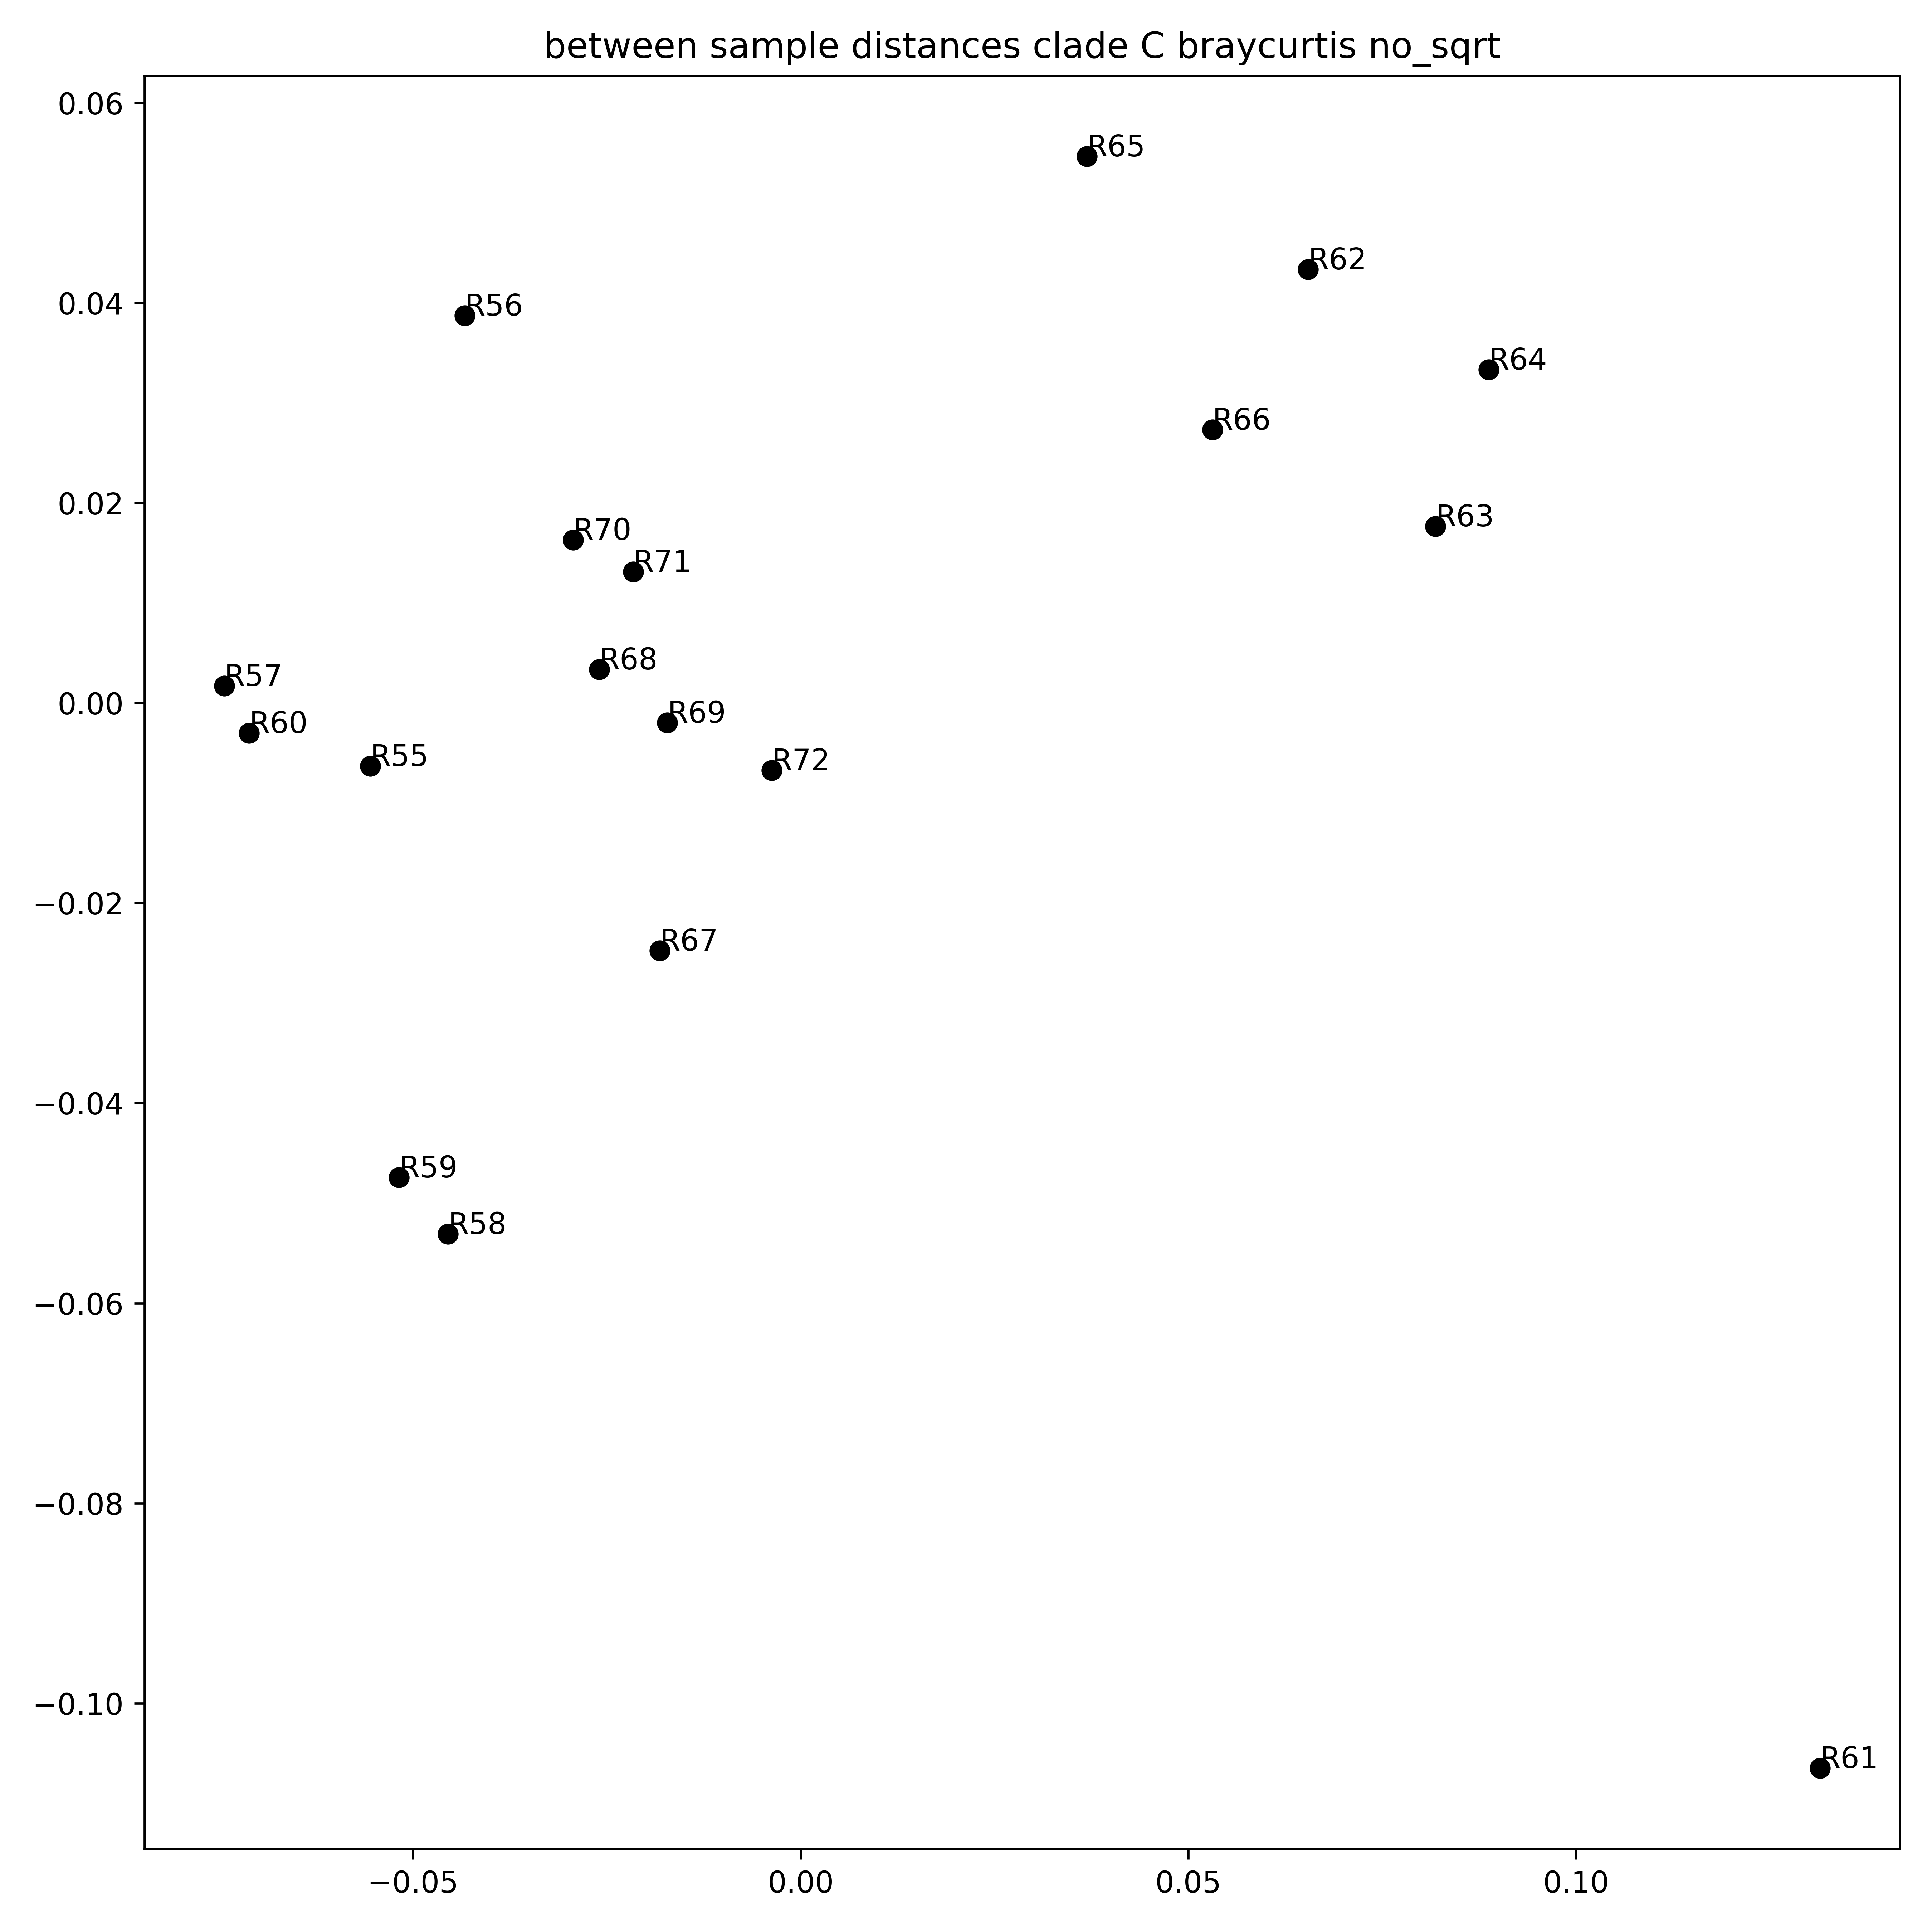 between sample distances clade C braycurtis no_sqrt
0.06
R65
R62
0.04
R56
R64
R66
0.02
R63
R70
R71
R68
R57
0.00
R69
R60
R55
R72
−0.02
R67
−0.04
R59
R58
−0.06
−0.08
−0.10
R61
−0.05
0.00
0.05
0.10